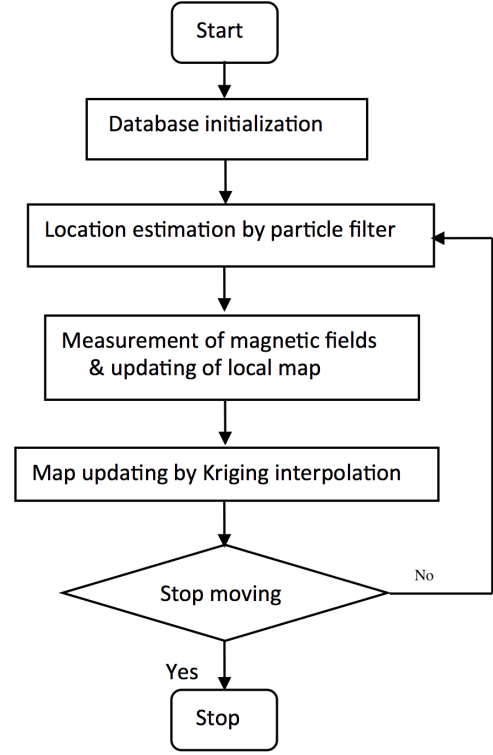 Start
Database initialization
Location estimation by particle filter
Measurement of magnetic fields
& updating of local map
Map updating by Kriging interpolation
Stop moving
No
Yes
Stop